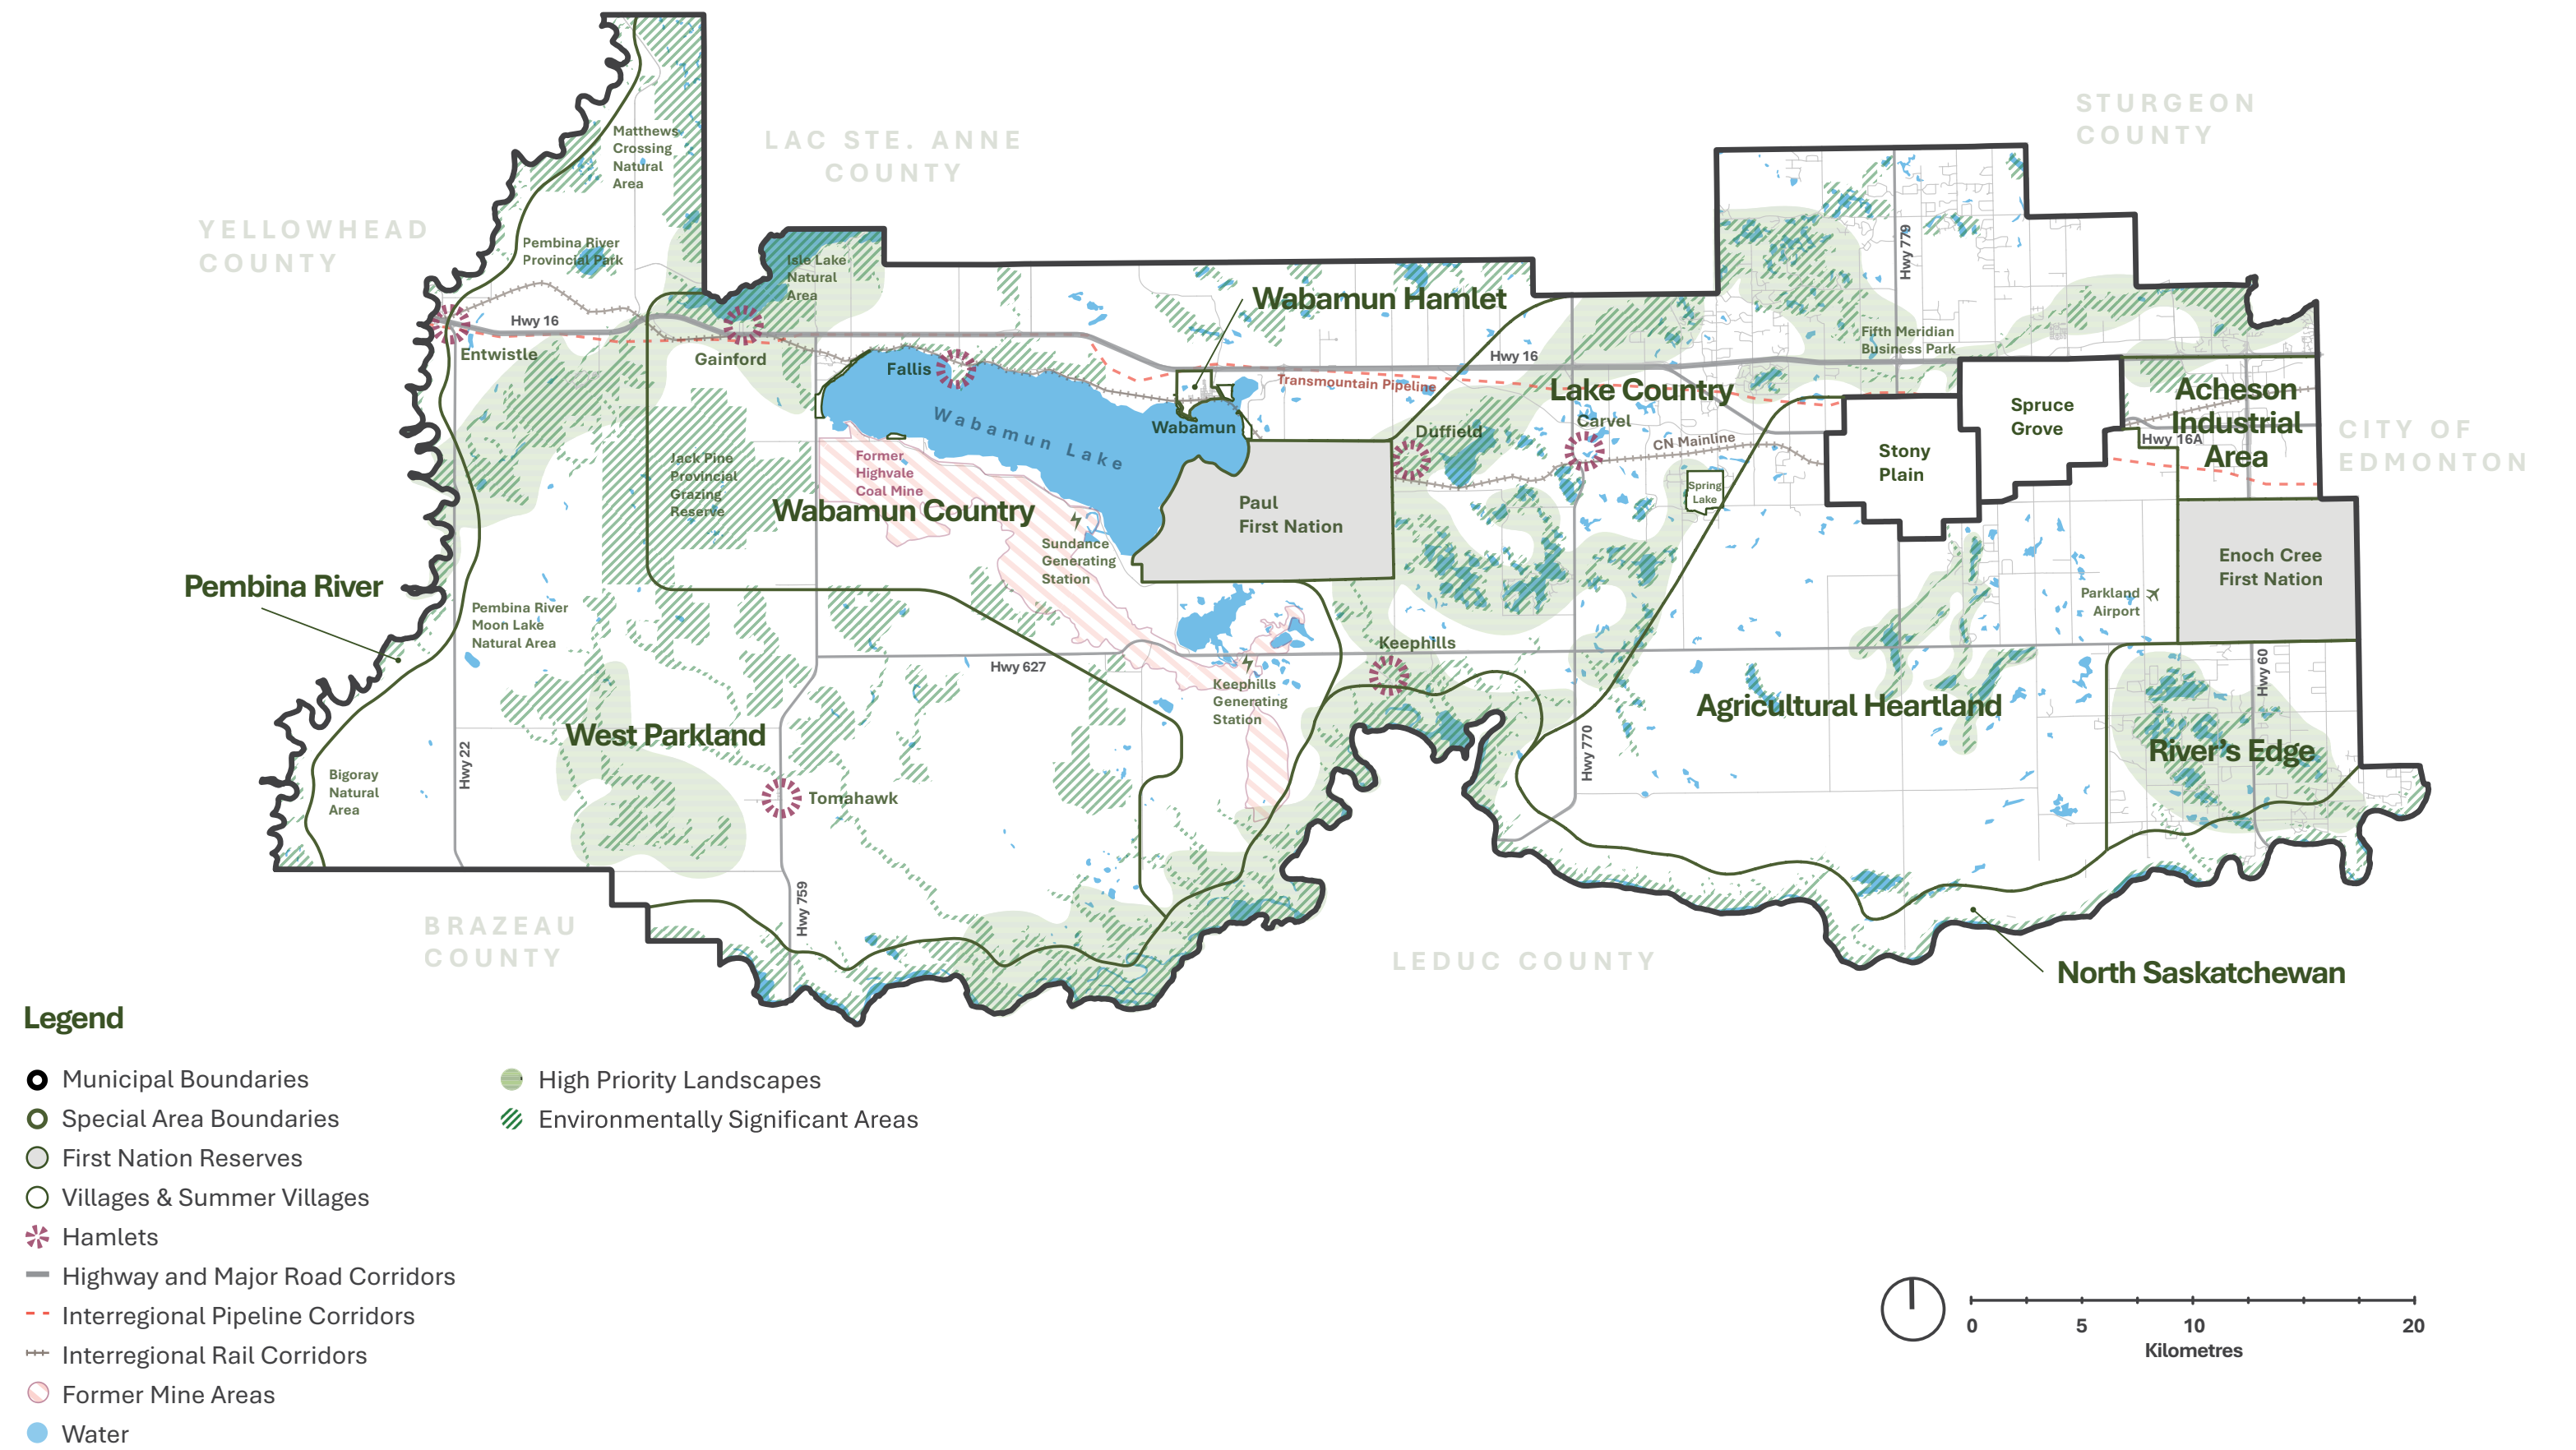 STURGEON
COUNTY
LAC STE. ANNE
COUNTY
Matthews
Crossing
Natural
Area
YELLOWHEAD
COUNTY
Pembina River
Provincial Park
Isle Lake
Natural
Area
Hwy 779
Wabamun Hamlet
Hwy 16
Entwistle
Gainford
Fallis
Hwy 16
Transmountain Pipeline
Fifth Meridian
Business Park
Lake Country
Acheson
Industrial
Area
Wabamun Lake
Wabamun
Duffield
Carvel
CN Mainline
Spruce
Grove
Hwy 16A
CITY OF
EDMONTON
Stony
Plain
Jack Pine
Provincial
Grazing
Reserve
Former
Highvale
Coal Mine
Wabamun Country
Spring
Lake
Paul
First Nation
Sundance
Generating
Station
Enoch Cree
First Nation
Parkland
Airport
Pembina River
Pembina River
Moon Lake
Natural Area
Keephills
Hwy 627
Keephills
Generating
Station
Hwy 60
Agricultural Heartland
West Parkland
River's Edge
Hwy 22
Hwy 770
Bigoray
Natural
Area
Tomahawk
Hwy 759
BRAZEAU
COUNTY
LEDUC COUNTY
North Saskatchewan
Legend
Municipal Boundaries
Special Area Boundaries
First Nation Reserves
Villages & Summer Villages
Hamlets
Highway and Major Road Corridors
Interregional Pipeline Corridors
Interregional Rail Corridors
Former Mine Areas
Water
High Priority Landscapes
Environmentally Significant Areas
0 5 10 20
Kilometres